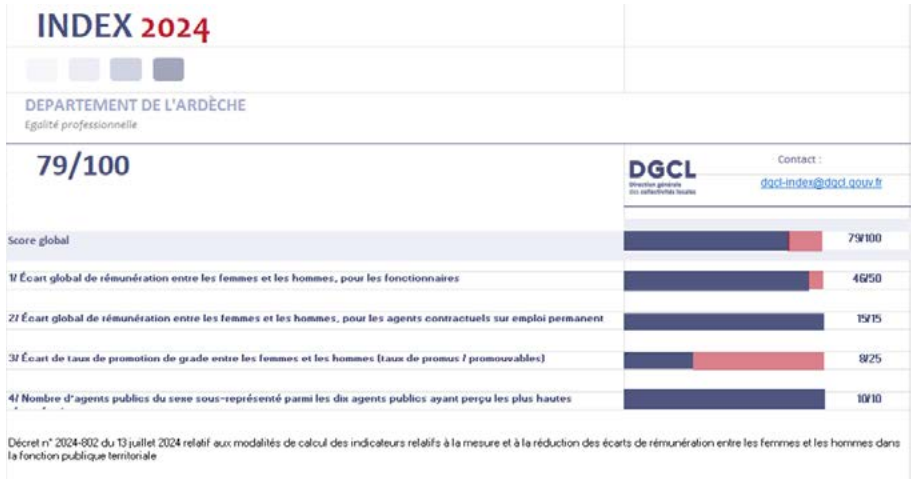 INDEX 2024
DEPARTEMENT DE L'ARDÈCHE
Egalité professionnelle
79/100
DGCL
Direction générale
des collectivités locales
Contact :
dgcl-index@dgcl.gouv.fr
Score global 79/100
1/ Écart global de rémunération entre les femmes et les hommes, pour les fonctionnaires 46/50
2/ Écart global de rémunération entre les femmes et les hommes, pour les agents contractuels sur emploi permanent 15/15
3/ Écart de taux de promotion de grade entre les femmes et les hommes (taux de promus / promouvables) 8/25
4/ Nombre d'agents publics du sexe sous-représenté parmi les dix agents publics ayant perçu les plus hautes 10/10
Décret n° 2024-802 du 13 juillet 2024 relatif aux modalités de calcul des indicateurs relatifs à la mesure et à la réduction des écarts de rémunération entre les femmes et les hommes dans
la fonction publique territoriale